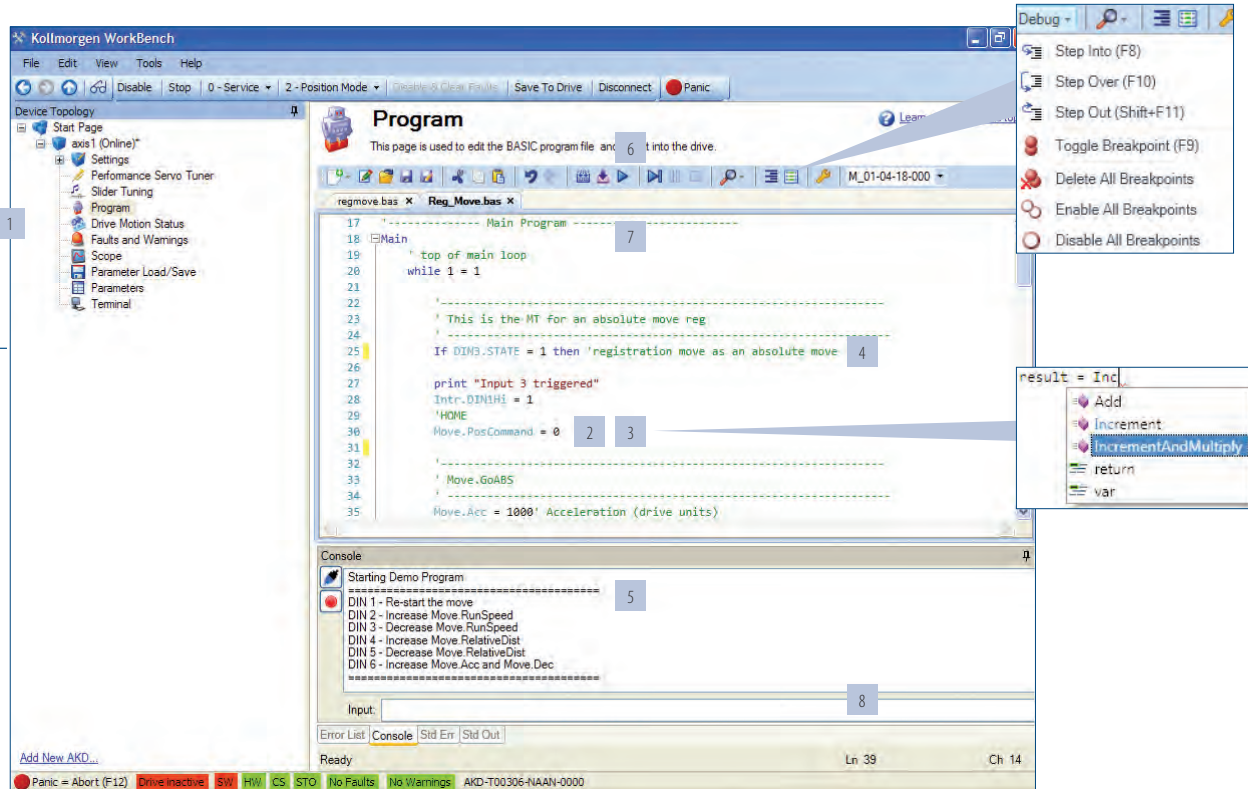 Kollmorgen WorkBench
File Edit View Tools Help
Disable Stop 0 - Service 2 - Position Mode Disable & Clear Faults Save To Drive Disconnect Panic
Device Topology
Start Page
axis1 (Online)*
Settings
Performance Servo Tuner
Slider Tuning
Program
Drive Motion Status
Faults and Warnings
Scope
Parameter Load/Save
Parameters
Terminal
1
Add New AKD...
Program
This page is used to edit the BASIC program file and into the drive.
6
M_01-04-18-000
regmove.bas × Reg_Move.bas ×
17 '-------------- Main Program -------------------------
7
18 Main
19 ' top of main loop
20 while 1 = 1
21
22 '------------------------------------------------------------------
23 ' This is the MT for an absolute move reg
24 ' -----------------------------------------------------------------
25 If DIN3.STATE = 1 then 'registration move as an absolute move
4
26
27 print "Input 3 triggered"
28 Intr.DIN1Hi = 1
29 'HOME
30 Move.PosCommand = 0
2 3
31
32 '------------------------------------------------------------------
33 ' Move.GoABS
34 ' -----------------------------------------------------------------
35 Move.Acc = 1000' Acceleration (drive units)
Console
Starting Demo Program
=======================================
5
DIN 1 - Re-start the move
DIN 2 - Increase Move.RunSpeed
DIN 3 - Decrease Move.RunSpeed
DIN 4 - Increase Move.RelativeDist
DIN 5 - Decrease Move.RelativeDist
DIN 6 - Increase Move.Acc and Move.Dec
=======================================
8
Input:
Error List Console Std Err Std Out
Ready Ln 39 Ch 14
Panic = Abort (F12) Drive Inactive SW HW CS STO No Faults No Warnings AKD-T00306-NAAN-0000
Debug
Step Into (F8)
Step Over (F10)
Step Out (Shift+F11)
Toggle Breakpoint (F9)
Delete All Breakpoints
Enable All Breakpoints
Disable All Breakpoints
result = Inc
Add
Increment
IncrementAndMultiply
return
var